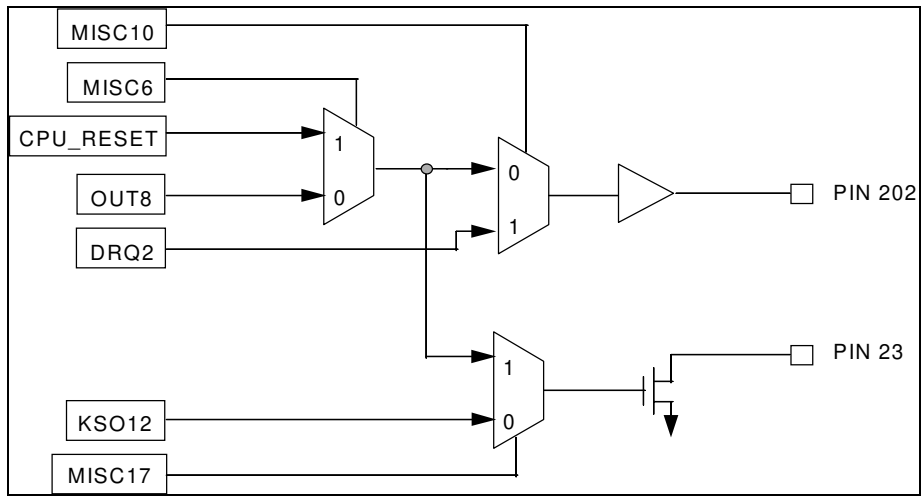 MISC10
MISC6
CPU_RESET
1
OUT8
0
DRQ2
0
1
PIN 202
1
PIN 23
KSO12
0
MISC17